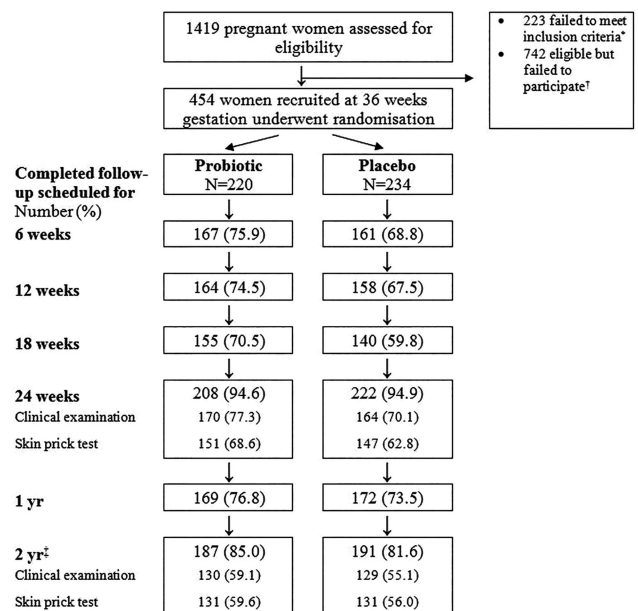 1419 pregnant women assessed for
eligibility
• 223 failed to meet
inclusion criteria*
• 742 eligible but
failed to
participate†
454 women recruited at 36 weeks
gestation underwent randomisation
Completed follow-
up scheduled for
Number (%)
Probiotic
N=220
Placebo
N=234
6 weeks
167 (75.9)
161 (68.8)
12 weeks
164 (74.5)
158 (67.5)
18 weeks
155 (70.5)
140 (59.8)
24 weeks
208 (94.6)
222 (94.9)
Clinical examination
170 (77.3)
164 (70.1)
Skin prick test
151 (68.6)
147 (62.8)
1 yr
169 (76.8)
172 (73.5)
2 yr‡
187 (85.0)
191 (81.6)
Clinical examination
130 (59.1)
129 (55.1)
Skin prick test
131 (59.6)
131 (56.0)